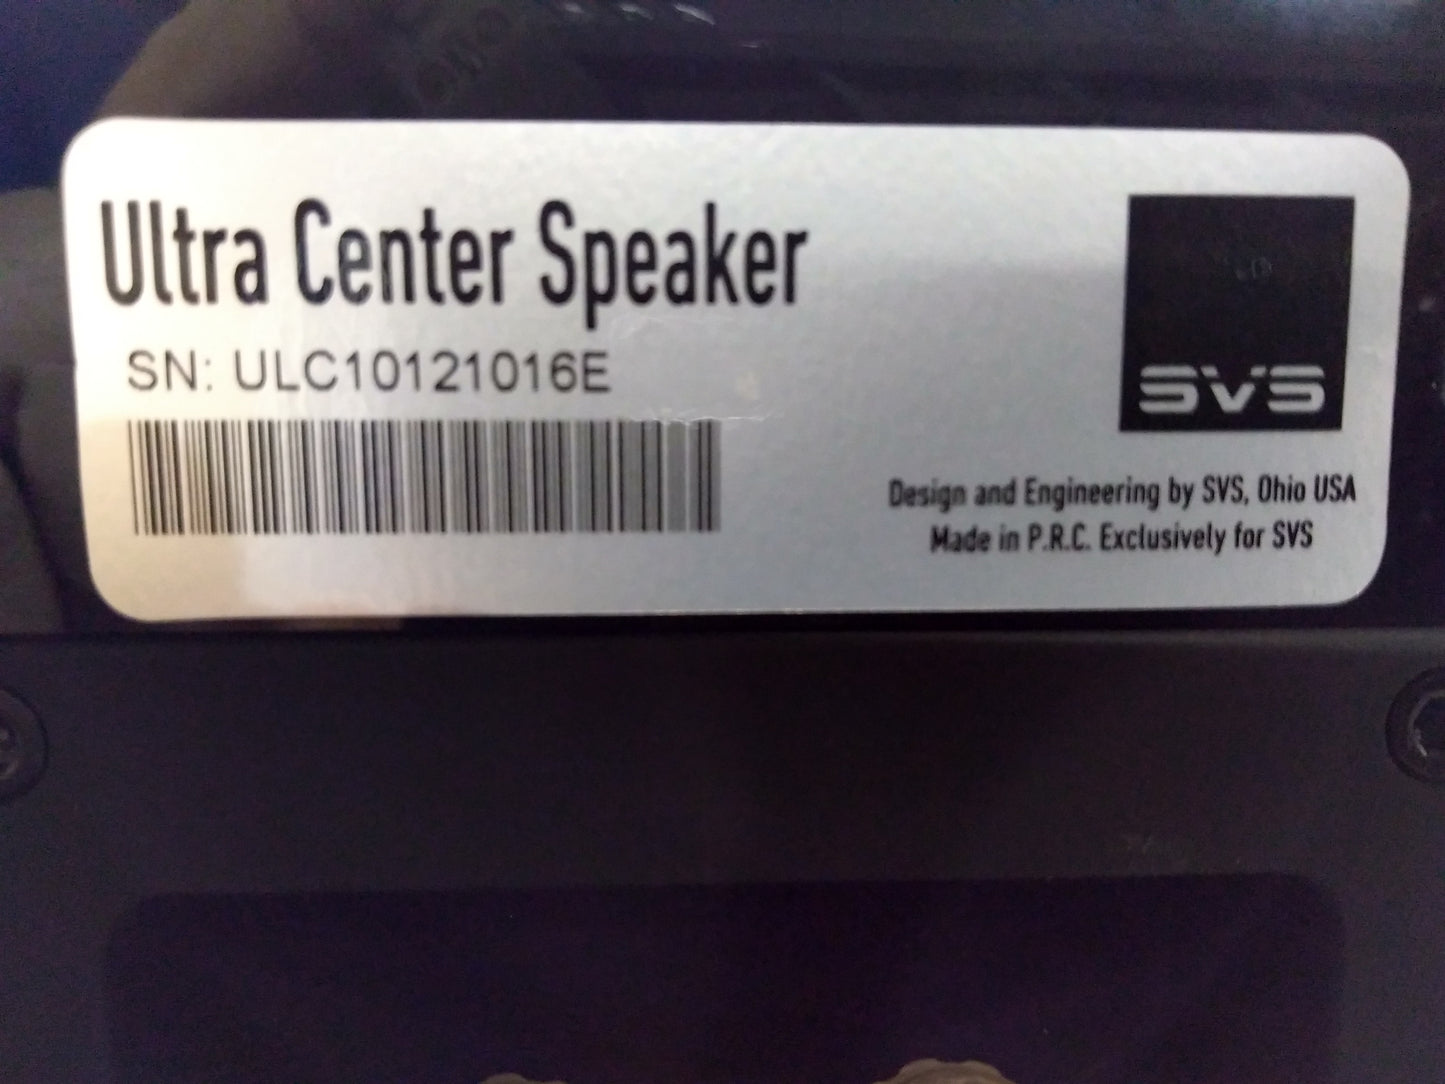 Ultra Center Speaker
SN: ULC10121016E
SVS
Design and Engineering by SVS, Ohio USA
Made in P.R.C. Exclusively for SVS